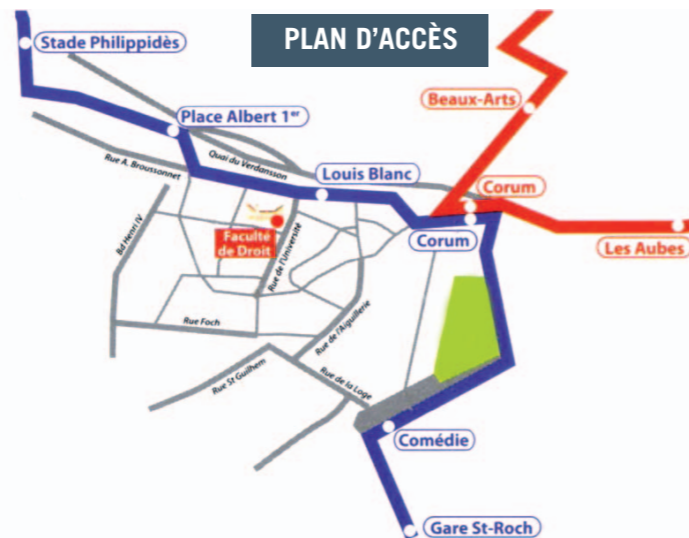 PLAN D'ACCÈS
Stade Philippidès
Beaux-Arts
Place Albert 1er
Quai du Verdansson
Rue A. Broussonnet
Louis Blanc
Corum
Corum
Les Aubes
Bd Henri IV
Faculté
de Droit
Rue de l'Université
Rue Foch
Rue de l'Aiguillerie
Rue St Guilhem
Rue de la Loge
Comédie
Gare St-Roch